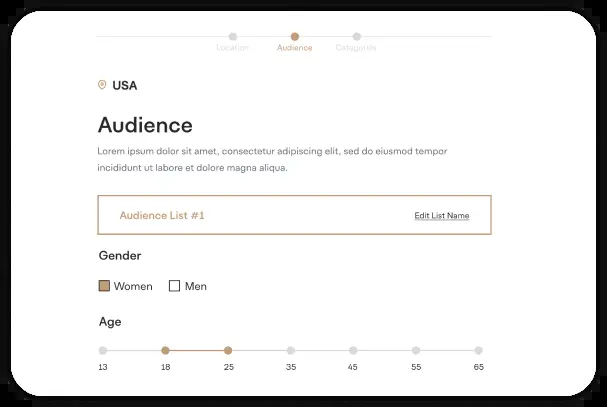 Location Audience Categories
USA
Audience
Lorem ipsum dolor sit amet, consectetur adipiscing elit, sed do eiusmod tempor
incididunt ut labore et dolore magna aliqua.
Audience List #1 Edit List Name
Gender
Women Men
Age
13 18 25 35 45 55 65